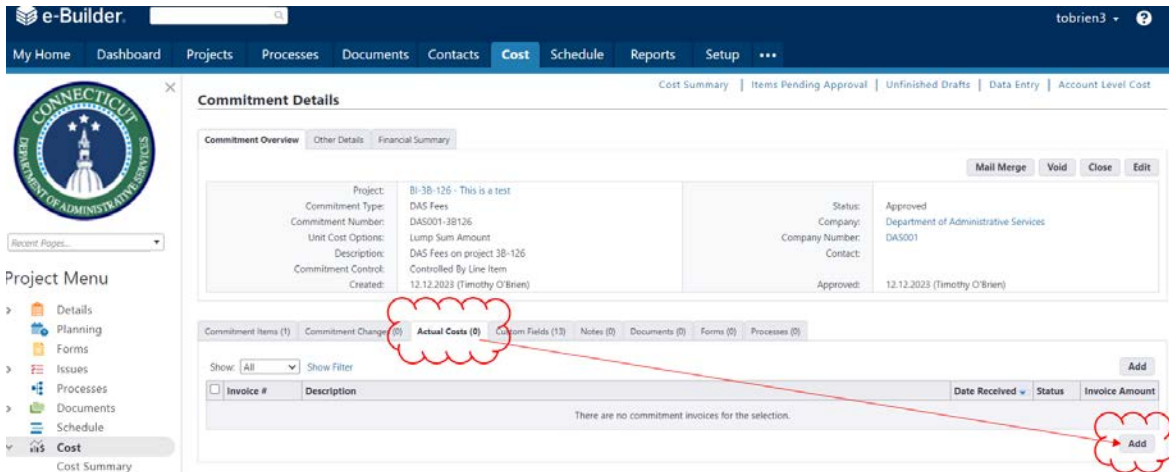 e-Builder.
tobrien3
?
My Home Dashboard Projects Processes Documents Contacts Cost Schedule Reports Setup •••
CONNECTICUT
DEPARTMENT OF ADMINISTRATIVE SERVICES
Cost Summary | Items Pending Approval | Unfinished Drafts | Data Entry | Account Level Cost
Commitment Details
Commitment Overview Other Details Financial Summary
Mail Merge Void Close Edit
Project: BI-3B-126 - This is a test
Commitment Type: DAS Fees Status: Approved
Commitment Number: DAS001-3B126 Company: Department of Administrative Services
Unit Cost Options: Lump Sum Amount Company Number: DAS001
Description: DAS Fees on project 3B-126 Contact:
Commitment Control: Controlled By Line Item
Created: 12.12.2023 (Timothy O'Brien) Approved: 12.12.2023 (Timothy O'Brien)
Recent Pages...
Project Menu
Details
Planning
Forms
Issues
Processes
Documents
Schedule
Cost
Cost Summary
Commitment Items (1) Commitment Changes (0) Actual Costs (0) Custom Fields (13) Notes (0) Documents (0) Forms (0) Processes (0)
Show: All Show Filter Add
Invoice # Description Date Received Status Invoice Amount
There are no commitment invoices for the selection.
Add